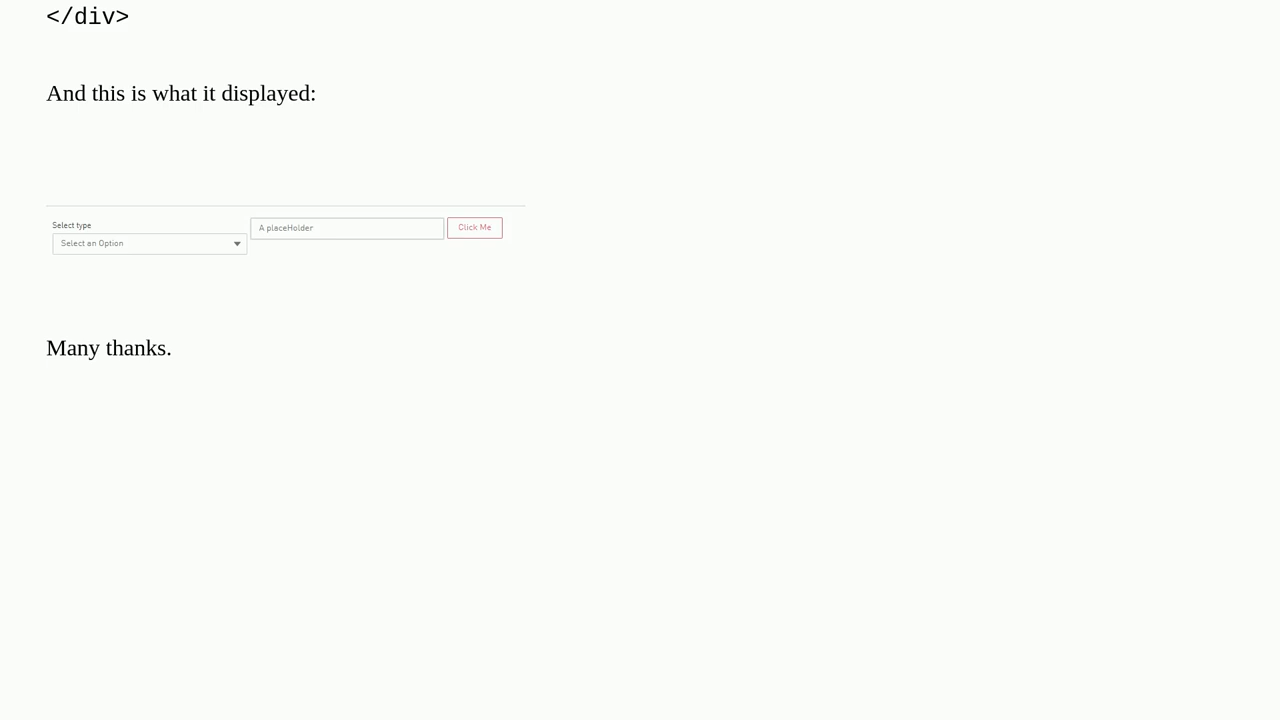 </div>
And this is what it displayed:
Select type
A placeHolder
Click Me
Select an Option
Many thanks.